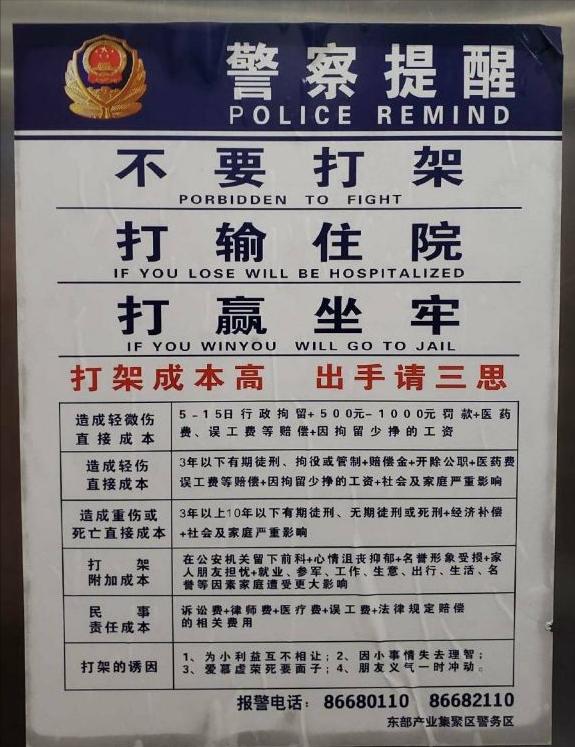 警察提醒
POLICE REMIND
不要打架
PORBIDDEN TO FIGHT
打输住院
IF YOU LOSE WILL BE HOSPITALIZED
打赢坐牢
IF YOU WINYOU WILL GO TO JAIL
打架成本高 出手请三思
造成轻微伤
直接成本
5-15日行政拘留+500元-1000元罚款+医药
费、误工费等赔偿+因拘留少挣的工资
造成轻伤
直接成本
3年以下有期徒刑、拘役或管制+赔偿金+开除公职+医药费
误工费等赔偿+因拘留少挣的工资+社会及家庭严重影响
造成重伤或
死亡直接成本
3年以上10年以下有期徒刑、无期徒刑或死刑+经济补偿
+社会及家庭严重影响
打架
附加成本
在公安机关留下前科+心情沮丧抑郁+名誉形象受损+家
人朋友担忧+就业、参军、工作、生意、出行、生活、名
誉等因素家庭遭受更大影响
民事
责任成本
诉讼费+律师费+医疗费+误工费+法律规定赔偿
的相关费用
打架的诱因
1、为小利益互不相让；2、因小事情失去理智；
3、爱慕虚荣死要面子；4、朋友义气一时冲动。
报警电话：86680110 86682110
东部产业集聚区警务区